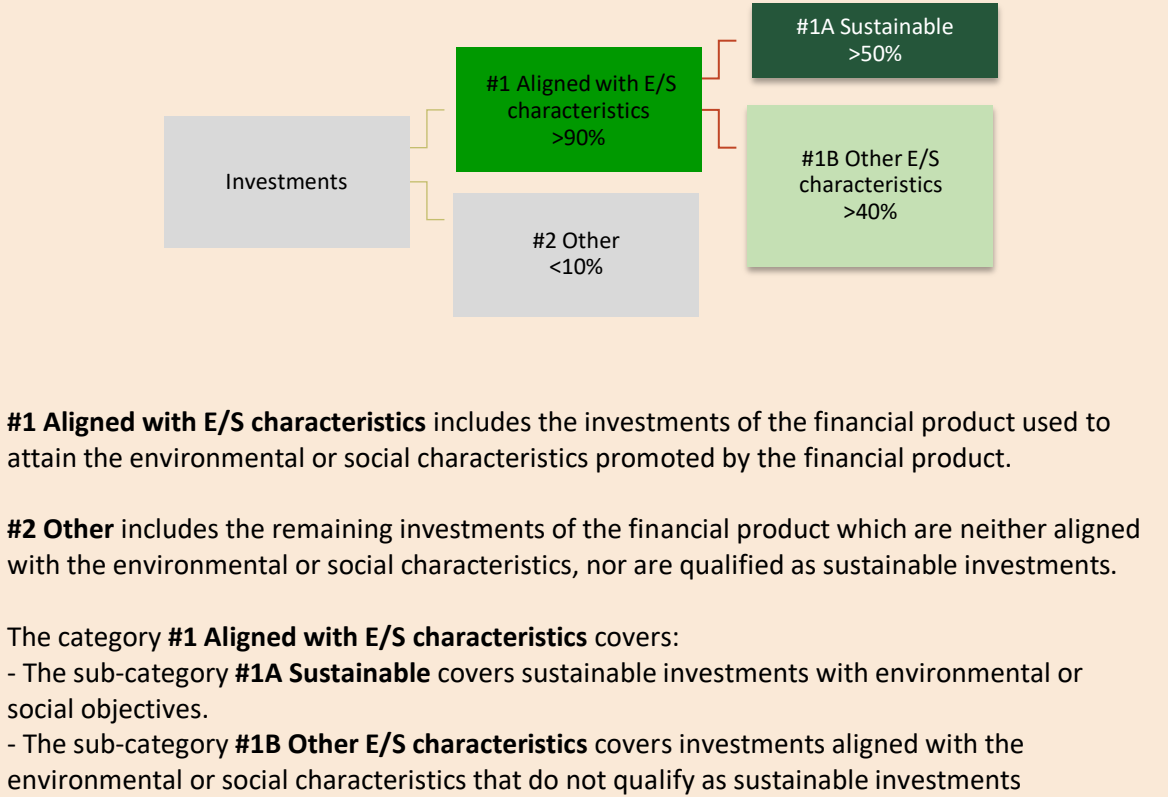 #1A Sustainable
>50%
#1 Aligned with E/S
characteristics
>90%
Investments
#1B Other E/S
characteristics
>40%
#2 Other
<10%
#1 Aligned with E/S characteristics includes the investments of the financial product used to
attain the environmental or social characteristics promoted by the financial product.
#2 Other includes the remaining investments of the financial product which are neither aligned
with the environmental or social characteristics, nor are qualified as sustainable investments.
The category #1 Aligned with E/S characteristics covers:
- The sub-category #1A Sustainable covers sustainable investments with environmental or
social objectives.
- The sub-category #1B Other E/S characteristics covers investments aligned with the
environmental or social characteristics that do not qualify as sustainable investments